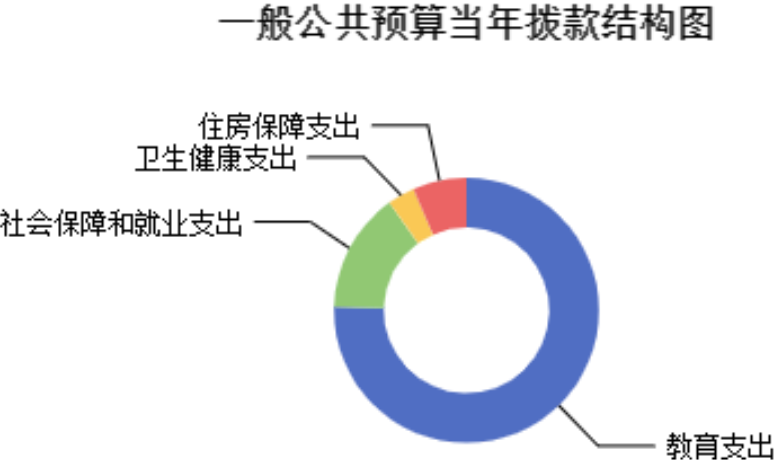 一般公共预算当年拨款结构图
住房保障支出
卫生健康支出
社会保障和就业支出
教育支出